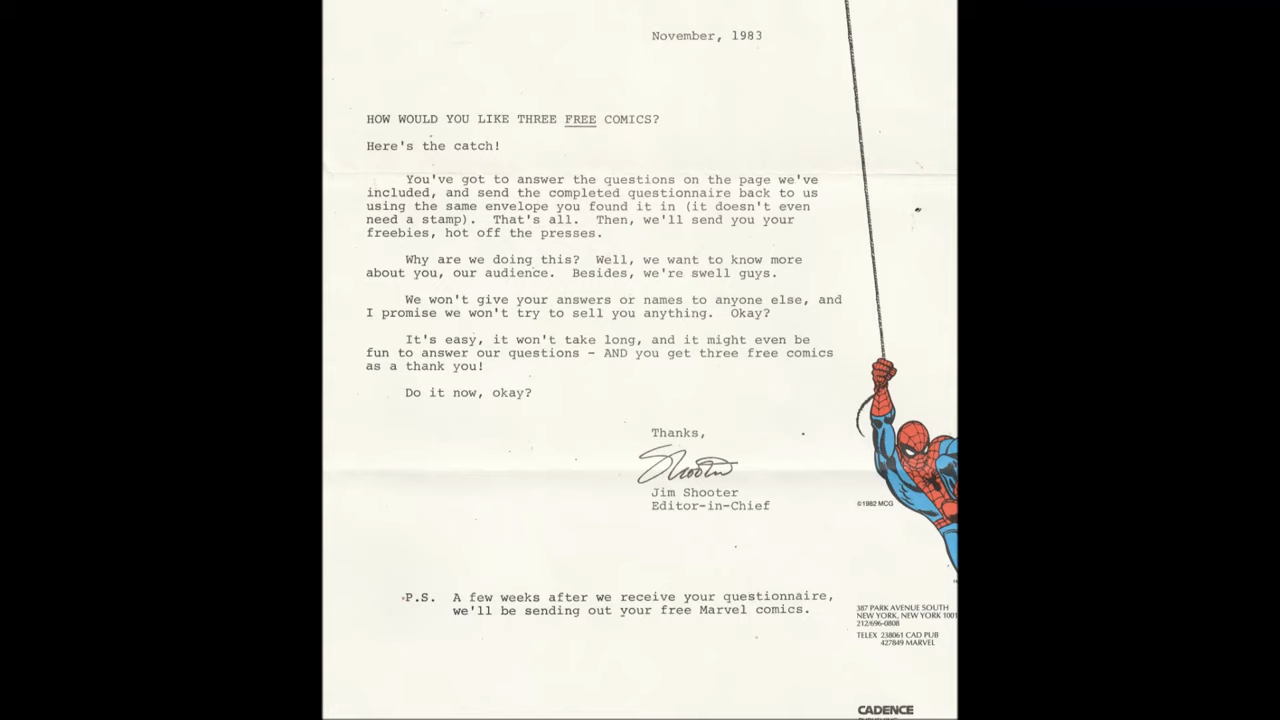 November, 1983
HOW WOULD YOU LIKE THREE FREE COMICS?
Here's the catch!
You've got to answer the questions on the page we've
included, and send the completed questionnaire back to us
using the same envelope you found it in (it doesn't even
need a stamp).  That's all.  Then, we'll send you your
freebies, hot off the presses.
Why are we doing this?  Well, we want to know more
about you, our audience.  Besides, we're swell guys.
We won't give your answers or names to anyone else, and
I promise we won't try to sell you anything.  Okay?
It's easy, it won't take long, and it might even be
fun to answer our questions - AND you get three free comics
as a thank you!
Do it now, okay?
Thanks,
Shooter
Jim Shooter
Editor-in-Chief
©1982 MCG
P.S.  A few weeks after we receive your questionnaire,
we'll be sending out your free Marvel comics.
387 PARK AVENUE SOUTH
NEW YORK, NEW YORK 1001
212/696-0808
TELEX 238061 CAD PUB
427849 MARVEL
CADENCE